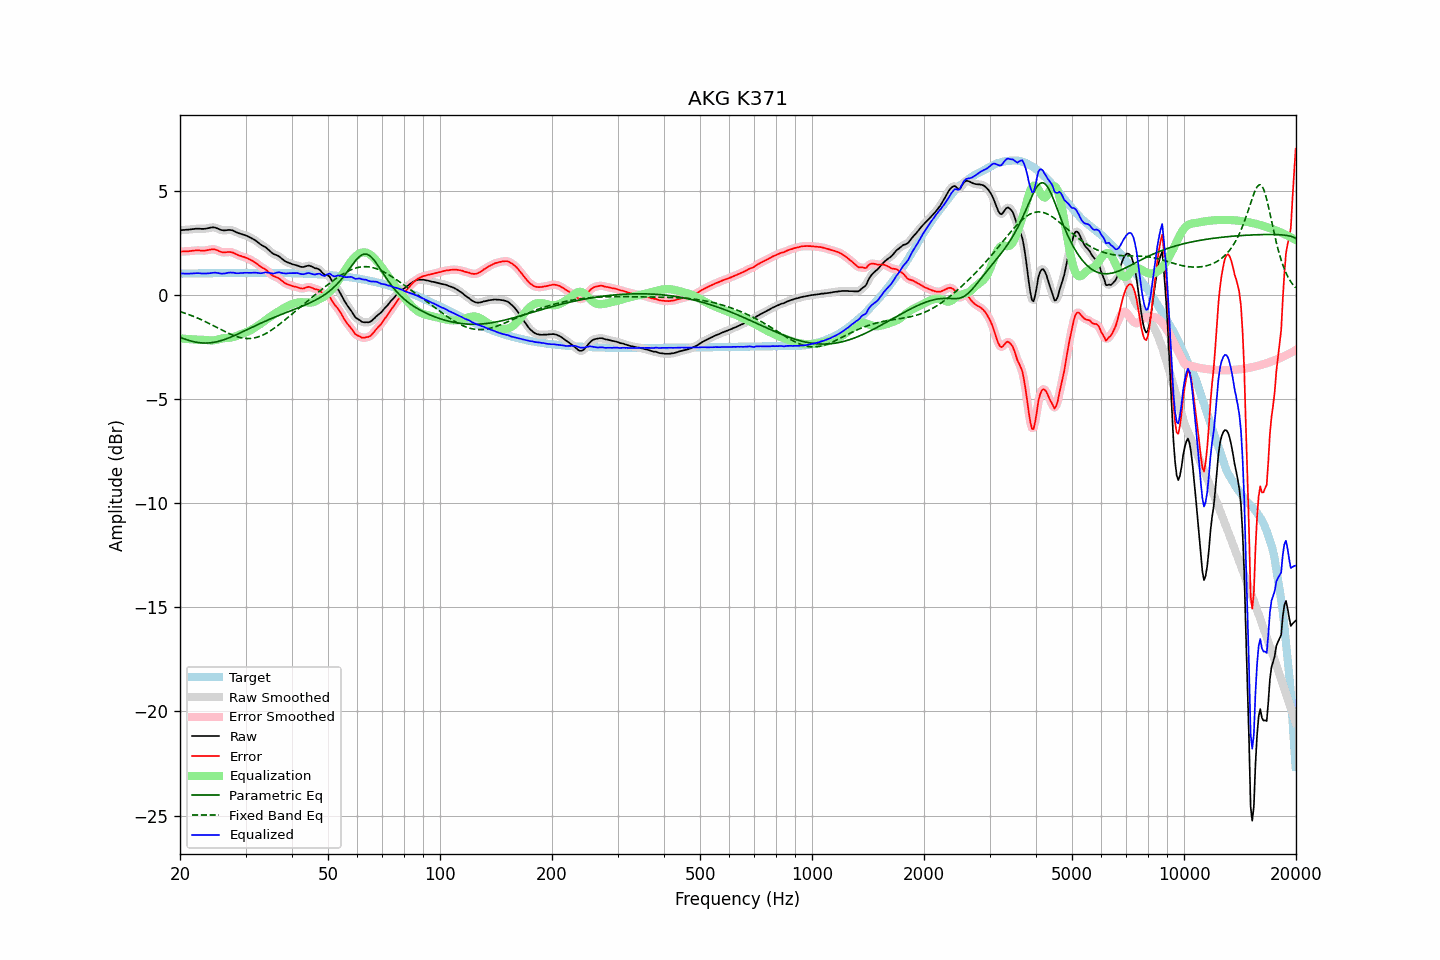 AKG K371
Amplitude (dBr)
5
0
−5
−10
−15
−20
−25
Target
Raw Smoothed
Error Smoothed
Raw
Error
Equalization
Parametric Eq
Fixed Band Eq
Equalized
20 50 100 200 500 1000 2000 5000 10000 20000
Frequency (Hz)